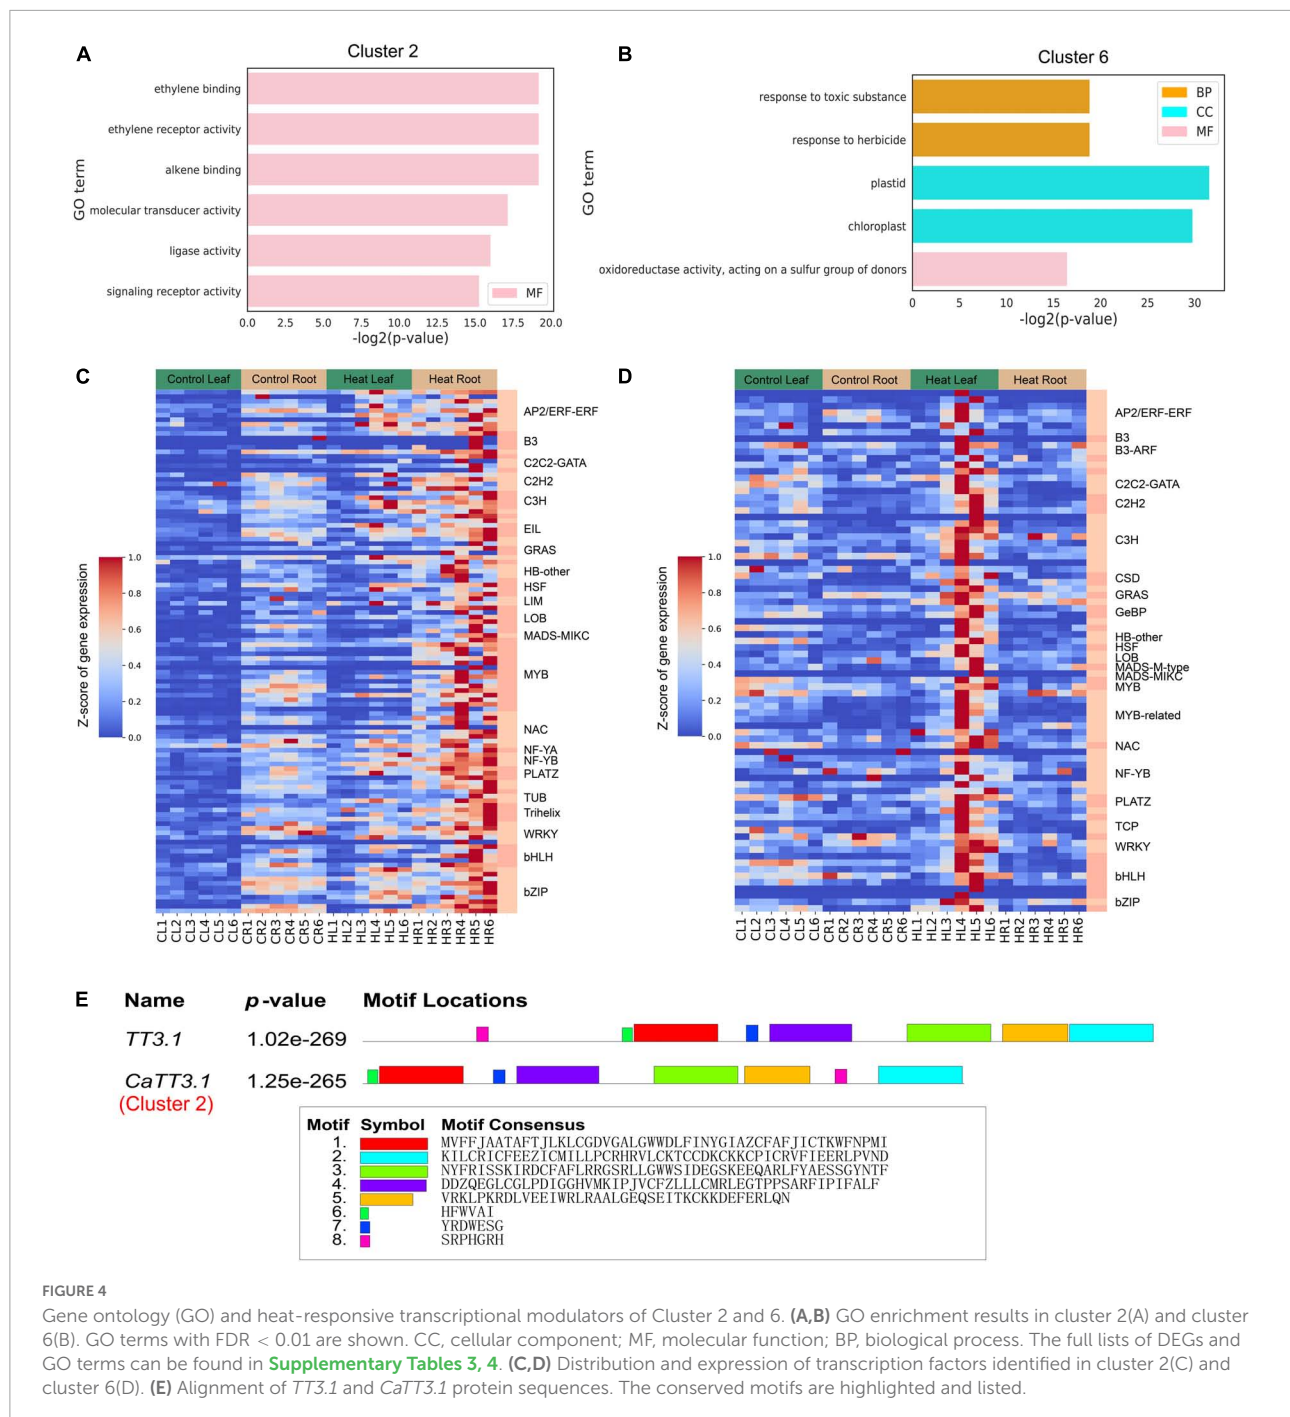 A
Cluster 2
ethylene binding
ethylene receptor activity
alkene binding
molecular transducer activity
ligase activity
signaling receptor activity
GO term
MF
0.0 2.5 5.0 7.5 10.0 12.5 15.0 17.5 20.0
-log2(p-value)
B
Cluster 6
response to toxic substance
response to herbicide
plastid
chloroplast
oxidoreductase activity, acting on a sulfur group of donors
GO term
BP
CC
MF
0 5 10 15 20 25 30
-log2(p-value)
C
Control Leaf Control Root Heat Leaf Heat Root
AP2/ERF-ERF
B3
C2C2-GATA
C2H2
C3H
EIL
GRAS
HB-other
HSF
LIM
LOB
MADS-MIKC
MYB
NAC
NF-YA
NF-YB
PLATZ
TUB
Trihelix
WRKY
bHLH
bZIP
Z-score of gene expression
1.0
0.8
0.6
0.4
0.2
0.0
CL1 CL2 CL3 CL4 CL5 CL6 CR1 CR2 CR3 CR4 CR5 CR6 HL1 HL2 HL3 HL4 HL5 HL6 HR1 HR2 HR3 HR4 HR5 HR6
D
Control Leaf Control Root Heat Leaf Heat Root
AP2/ERF-ERF
B3
B3-ARF
C2C2-GATA
C2H2
C3H
CSD
GRAS
GeBP
HB-other
HSF
LOB
MADS-M-type
MADS-MIKC
MYB
MYB-related
NAC
NF-YB
PLATZ
TCP
WRKY
bHLH
bZIP
Z-score of gene expression
1.0
0.8
0.6
0.4
0.2
0.0
CL1 CL2 CL3 CL4 CL5 CL6 CR1 CR2 CR3 CR4 CR5 CR6 HL1 HL2 HL3 HL4 HL5 HL6 HR1 HR2 HR3 HR4 HR5 HR6
E
Name p-value Motif Locations
TT3.1 1.02e-269
CaTT3.1 1.25e-265
(Cluster 2)
Motif Symbol Motif Consensus
1. MVFFJAATAFTJLKLCGDVGALGWWDLFINYGIAZCFAFJICTKWFNPMI
2. KILCRICFEEZICMILLPCRHRVLCKTCCDKCKKCPICRVFIEERLPVND
3. NYFRISSKIRDCFAFLRRGSRLLGWWSIDEGSKEEQARLFYAESSGYNTF
4. DDZQEGLCGLPDIGGHVMKIPJVCFZLLLCMRLEGTPPSARFIPIFALF
5. VRKLPKRDLVEEIWRLRAALGEQSEITKCKKDEFERLQN
6. HFWVAI
7. YRDWESG
8. SRPHGRH
FIGURE 4
Gene ontology (GO) and heat-responsive transcriptional modulators of Cluster 2 and 6. (A,B) GO enrichment results in cluster 2(A) and cluster
6(B). GO terms with FDR < 0.01 are shown. CC, cellular component; MF, molecular function; BP, biological process. The full lists of DEGs and
GO terms can be found in Supplementary Tables 3, 4. (C,D) Distribution and expression of transcription factors identified in cluster 2(C) and
cluster 6(D). (E) Alignment of TT3.1 and CaTT3.1 protein sequences. The conserved motifs are highlighted and listed.